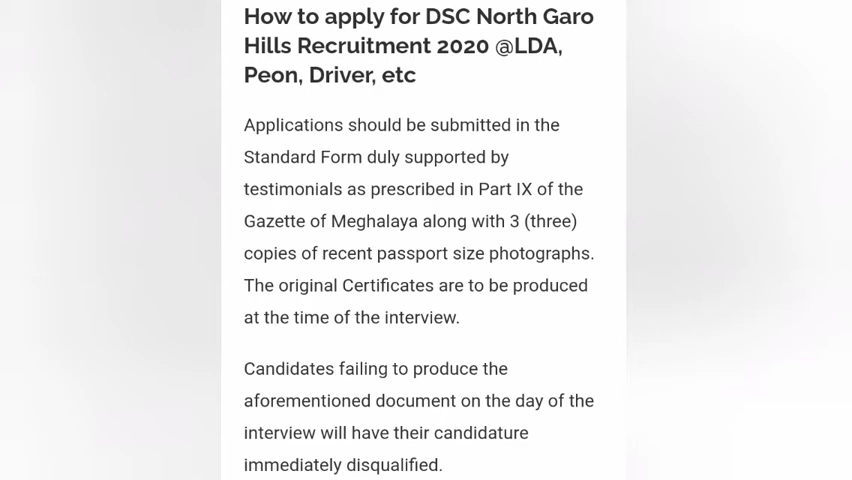 How to apply for DSC North Garo
Hills Recruitment 2020 @LDA,
Peon, Driver, etc
Applications should be submitted in the
Standard Form duly supported by
testimonials as prescribed in Part IX of the
Gazette of Meghalaya along with 3 (three)
copies of recent passport size photographs.
The original Certificates are to be produced
at the time of the interview.
Candidates failing to produce the
aforementioned document on the day of the
interview will have their candidature
immediately disqualified.